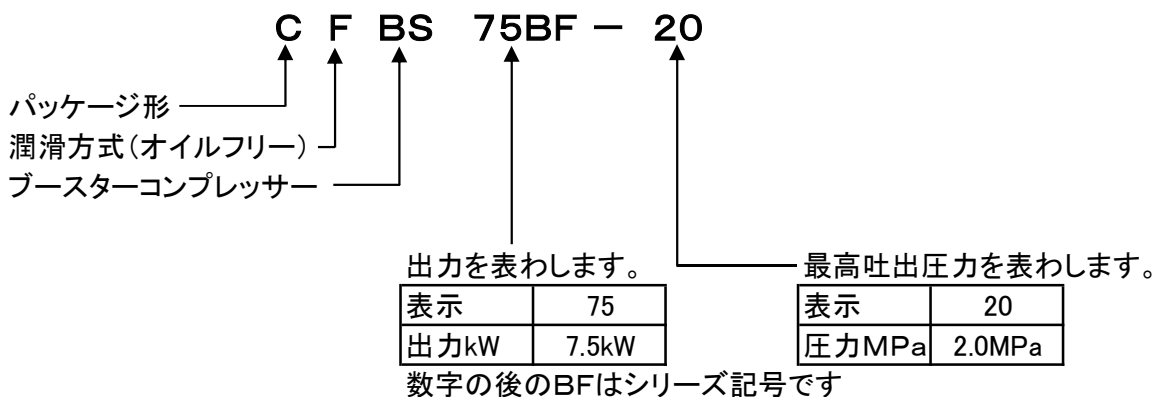 C F BS 75BF － 20
パッケージ形
潤滑方式(オイルフリー)
ブースターコンプレッサー
出力を表わします。
表示 75
出力kW 7.5kW
数字の後のBFはシリーズ記号です
最高吐出圧力を表わします。
表示 20
圧力MPa 2.0MPa